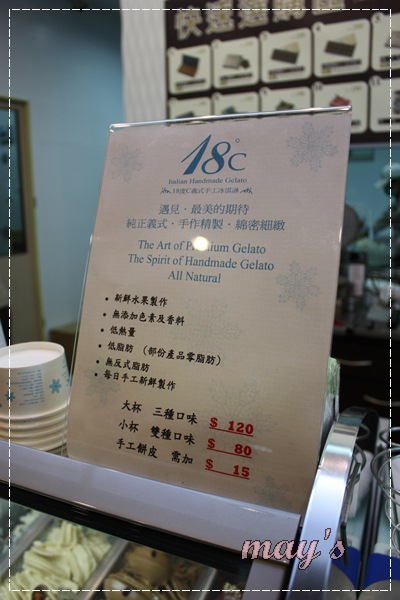 快速選購
18°C
Italian Handmade Gelato
18度C義式手工冰淇淋
遇見．最美的期待
純正義式．手作精製．綿密細緻
The Art of Premium Gelato
The Spirit of Handmade Gelato
All Natural
• 新鮮水果製作
• 無添加色素及香料
• 低熱量
• 低脂肪 （部份產品零脂肪）
• 無反式脂肪
• 每日手工新鮮製作
大杯 三種口味 $ 120
小杯 雙種口味 $ 80
手工餅皮 需加 $ 15
may's